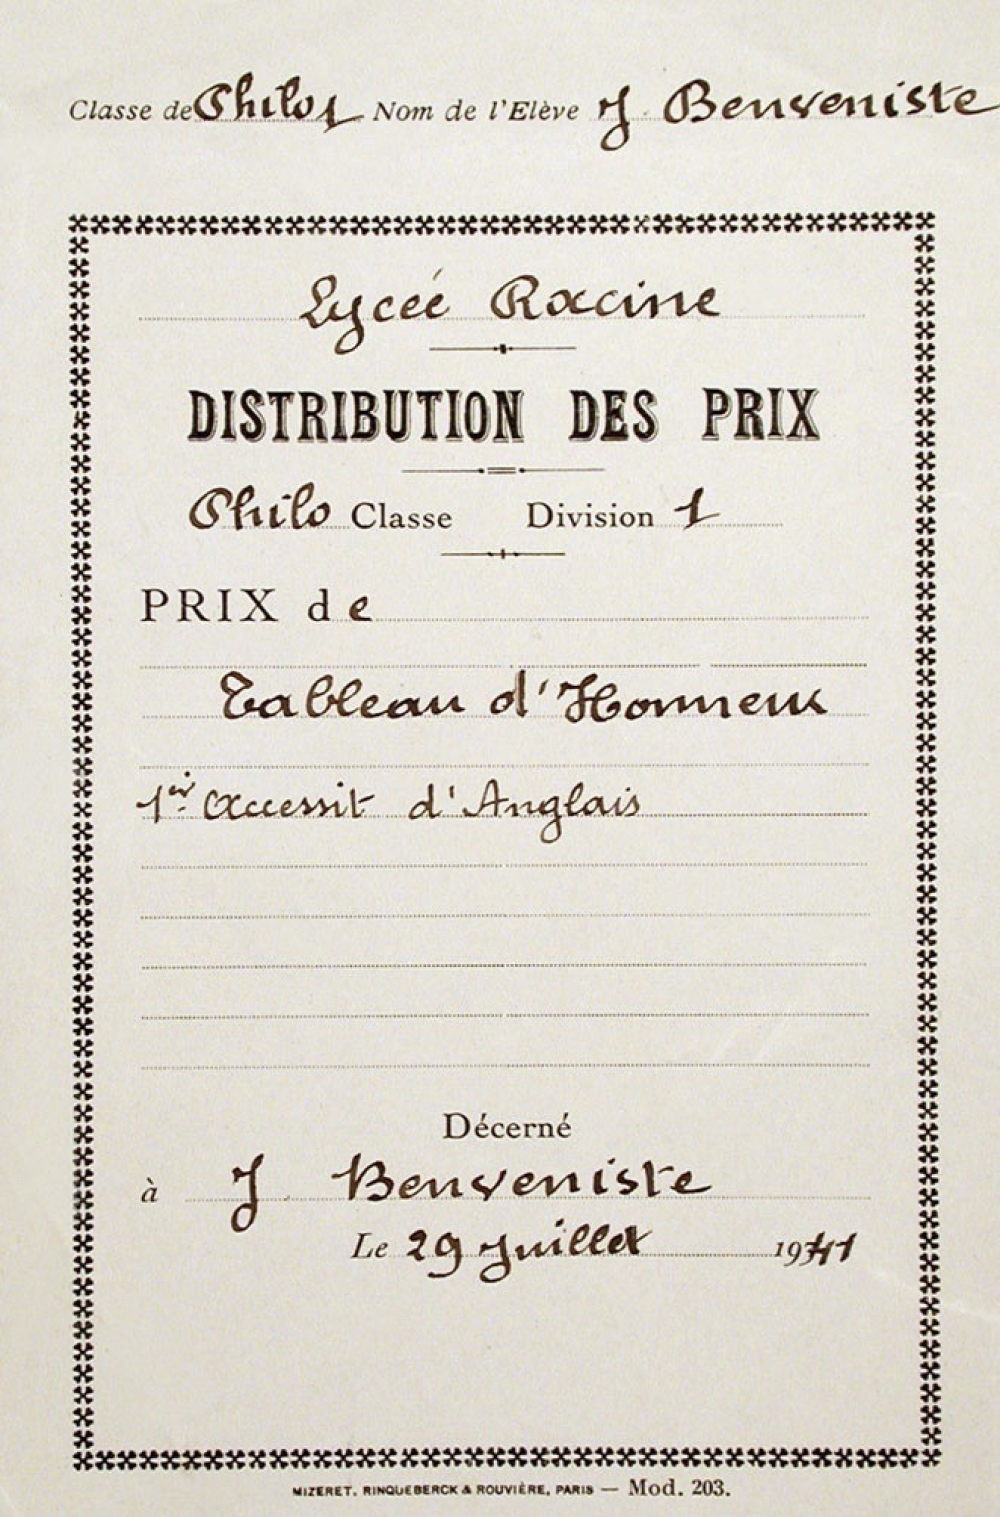 Classe de Philo 1 Nom de l'Elève J. Benveniste
Lycée Racine
DISTRIBUTION DES PRIX
Philo Classe Division 1
PRIX de
Tableau d'Honneur
1er Accessit d'Anglais
Décerné
à J. Benveniste
Le 29 Juillet 1941
MIZERET, RINQUEBERCK & ROUVIÈRE, PARIS — Mod. 203.